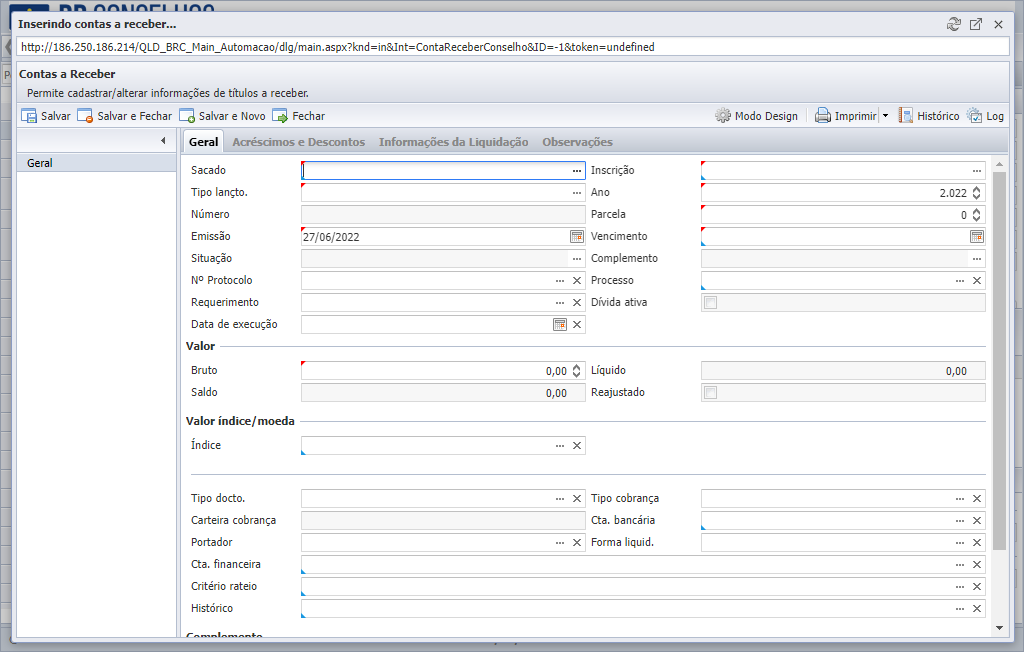 Inserindo contas a receber...
http://186.250.186.214/QLD_BRC_Main_Automacao/dlg/main.aspx?knd=in&Int=ContaReceberConselho&ID=-1&token=undefined
Contas a Receber
Permite cadastrar/alterar informações de títulos a receber.
Salvar Salvar e Fechar Salvar e Novo Fechar Modo Design Imprimir Histórico Log
Geral
Geral Acréscimos e Descontos Informações da Liquidação Observações
Sacado Inscrição
Tipo lançto. Ano 2.022
Número Parcela 0
Emissão 27/06/2022 Vencimento
Situação Complemento
Nº Protocolo Processo
Requerimento Dívida ativa
Data de execução
Valor
Bruto 0,00 Líquido 0,00
Saldo 0,00 Reajustado
Valor índice/moeda
Índice
Tipo docto. Tipo cobrança
Carteira cobrança Cta. bancária
Portador Forma liquid.
Cta. financeira
Critério rateio
Histórico
Complemento